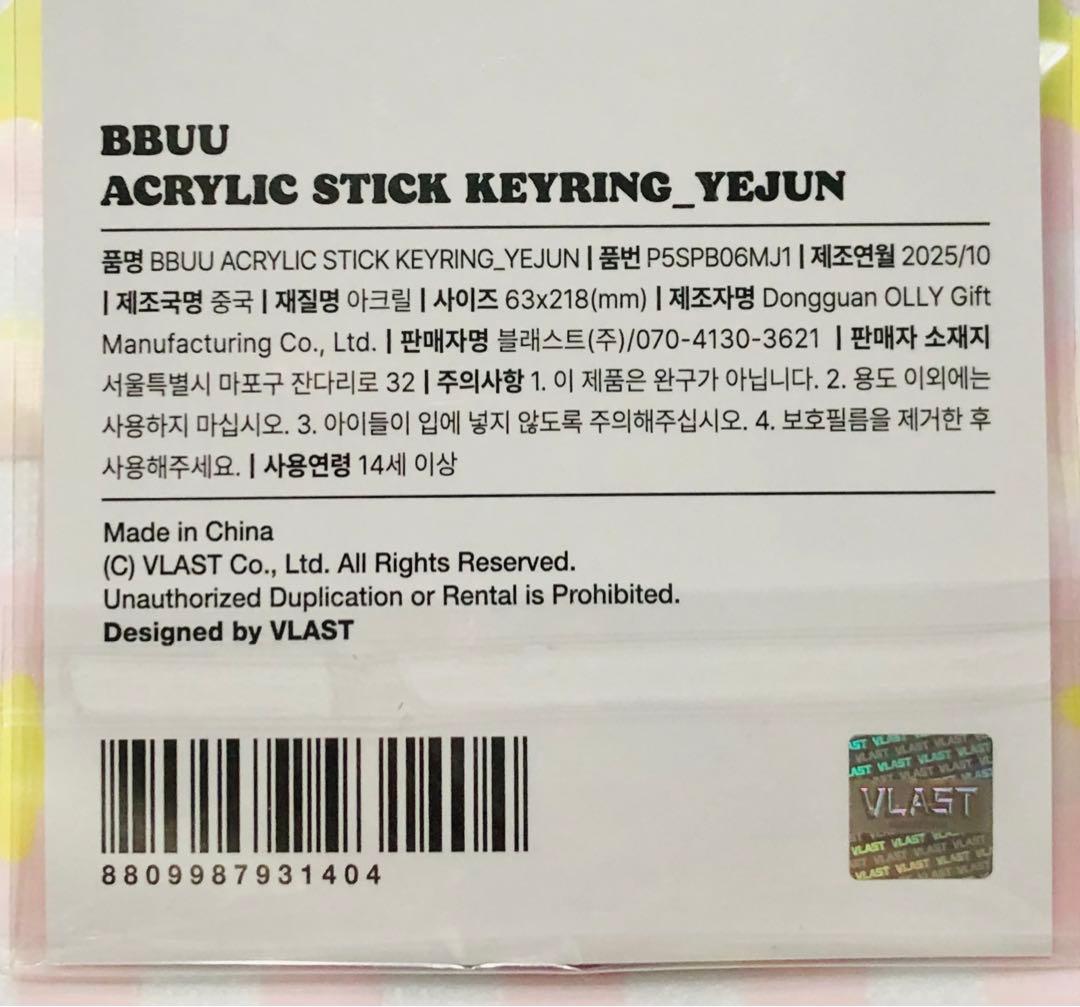 BBUU
ACRYLIC STICK KEYRING_YEJUN
품명 BBUU ACRYLIC STICK KEYRING_YEJUN | 품번 P5SPB06MJ1 | 제조연월 2025/10
| 제조국명 중국 | 재질명 아크릴 | 사이즈 63x218(mm) | 제조자명 Dongguan OLLY Gift
Manufacturing Co., Ltd. | 판매자명 블래스트(주)/070-4130-3621 | 판매자 소재지
서울특별시 마포구 잔다리로 32 | 주의사항 1. 이 제품은 완구가 아닙니다. 2. 용도 이외에는
사용하지 마십시오. 3. 아이들이 입에 넣지 않도록 주의해주십시오. 4. 보호필름을 제거한 후
사용해주세요. | 사용연령 14세 이상
Made in China
(C) VLAST Co., Ltd. All Rights Reserved.
Unauthorized Duplication or Rental is Prohibited.
Designed by VLAST
8809987931404
VLAST